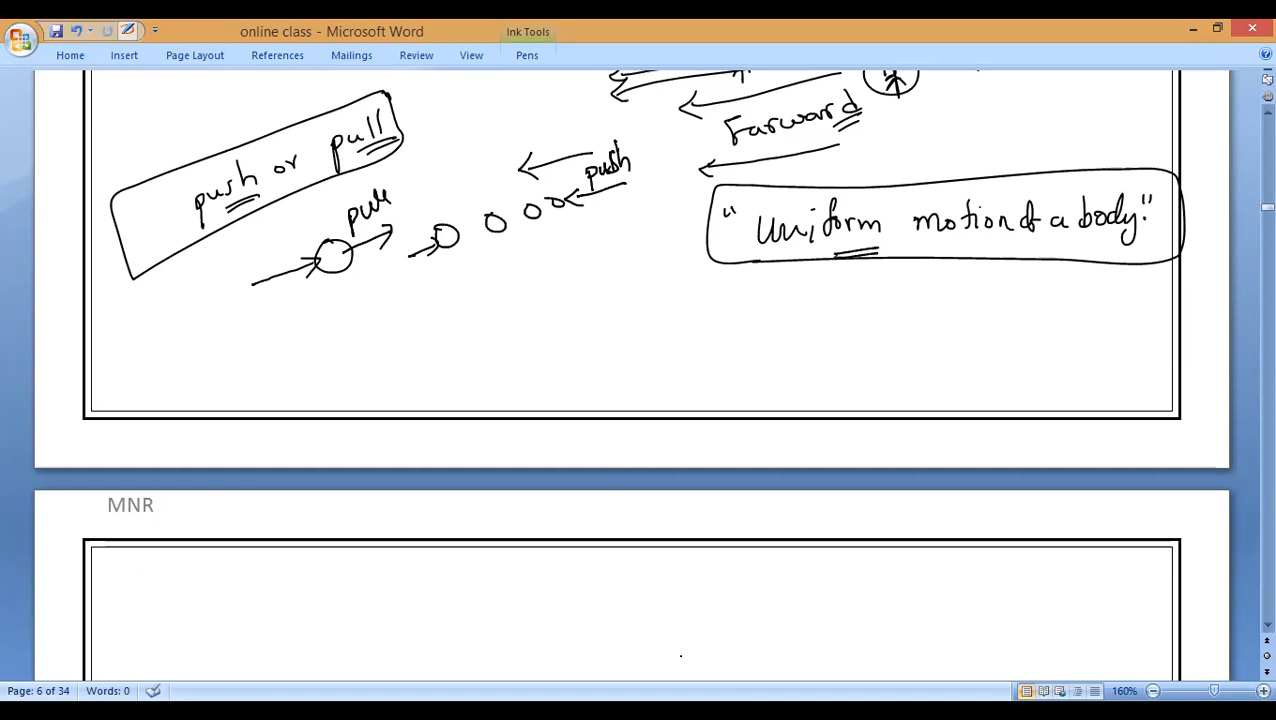 online class - Microsoft Word
Ink Tools
Home Insert Page Layout References Mailings Review View Pens
Farward
push or pull
push
pull
" Uniform motion of a body."
MNR
Page: 6 of 34 Words: 0 160%